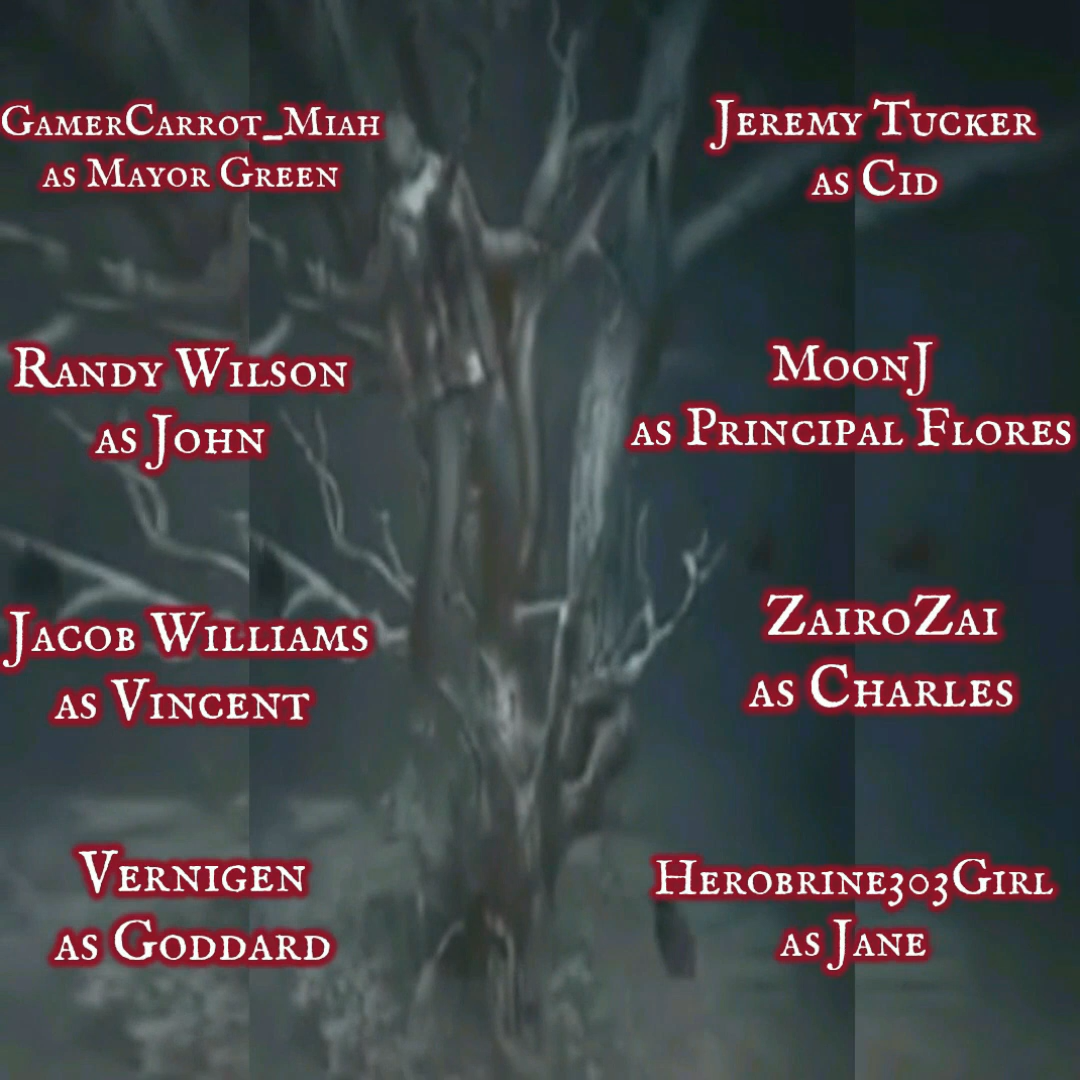 GamerCarrot_Miah
as Mayor Green
Jeremy Tucker
as Cid
Randy Wilson
as John
MoonJ
as Principal Flores
Jacob Williams
as Vincent
ZairoZai
as Charles
Vernigen
as Goddard
Herobrine303Girl
as Jane